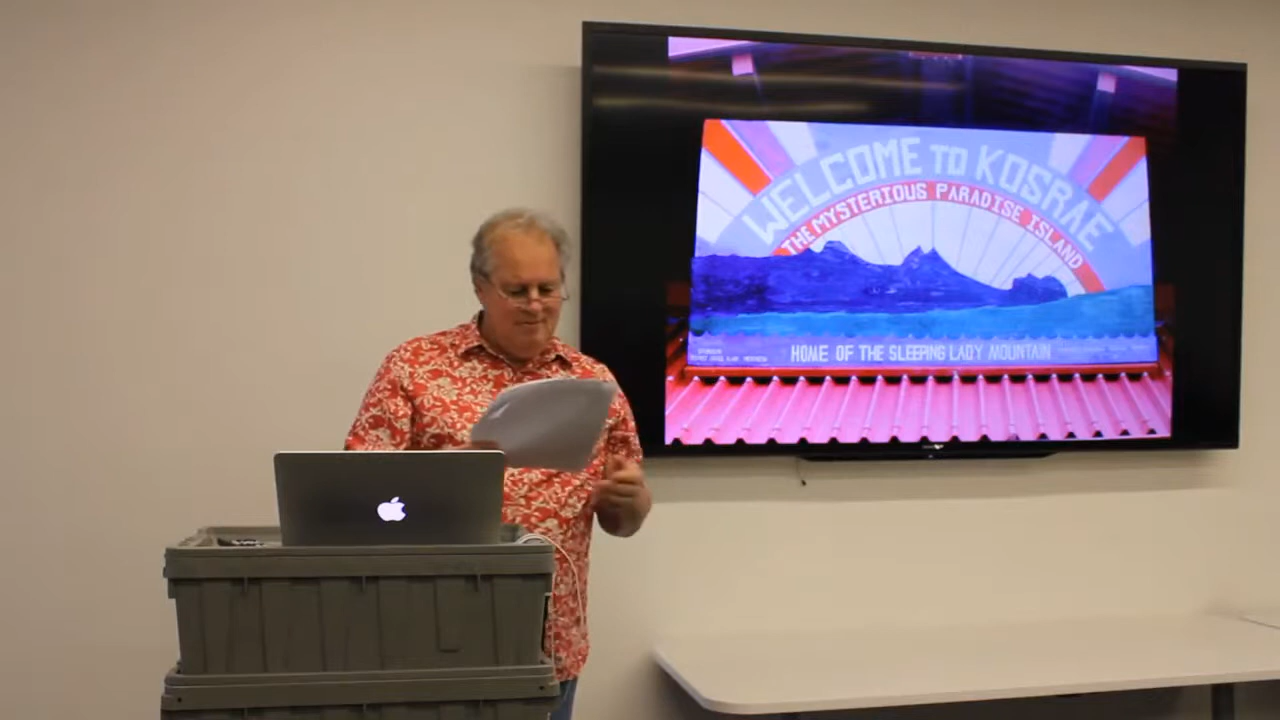 WELCOME TO KOSRAE
THE MYSTERIOUS PARADISE ISLAND
HOME OF THE SLEEPING LADY MOUNTAIN